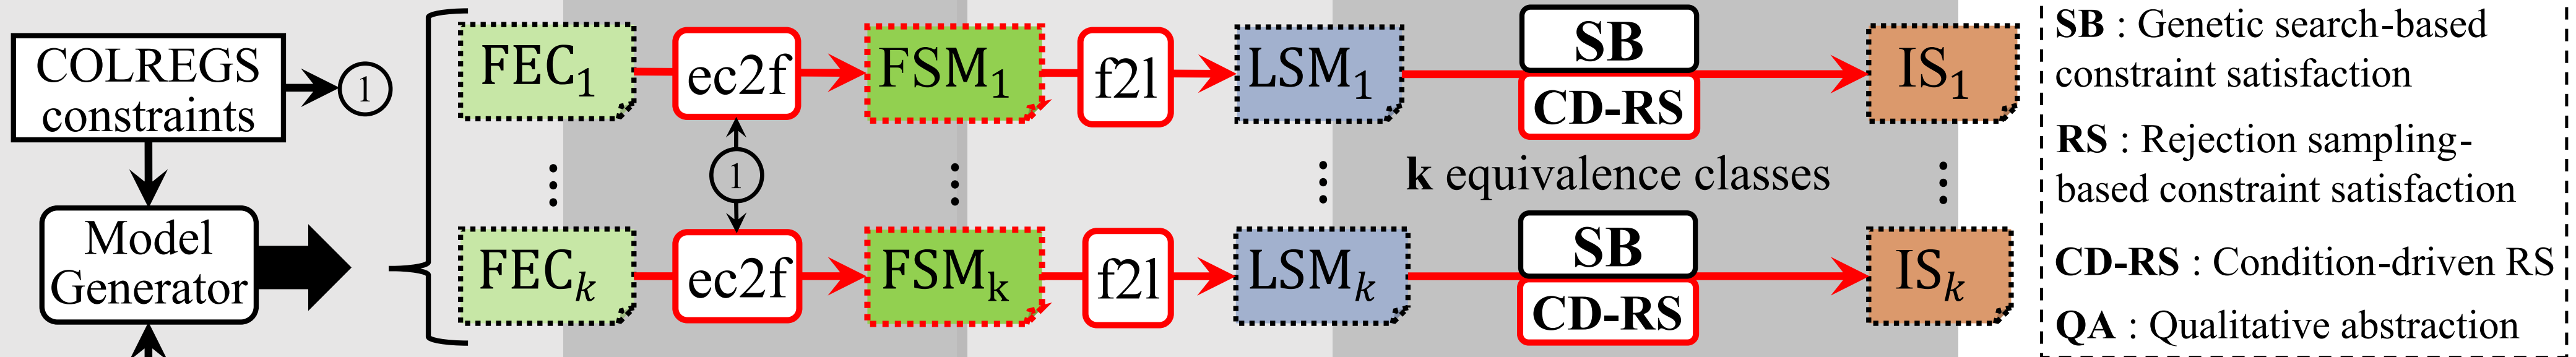 COLREGS
constraints
1
Model
Generator
FEC₁
ec2f
FSM₁
f2l
LSM₁
SB
CD-RS
IS₁
⋮
1
⋮
⋮
k equivalence classes
⋮
FECₖ
ec2f
FSMₖ
f2l
LSMₖ
SB
CD-RS
ISₖ
SB : Genetic search-based
constraint satisfaction
RS : Rejection sampling-
based constraint satisfaction
CD-RS : Condition-driven RS
QA : Qualitative abstraction